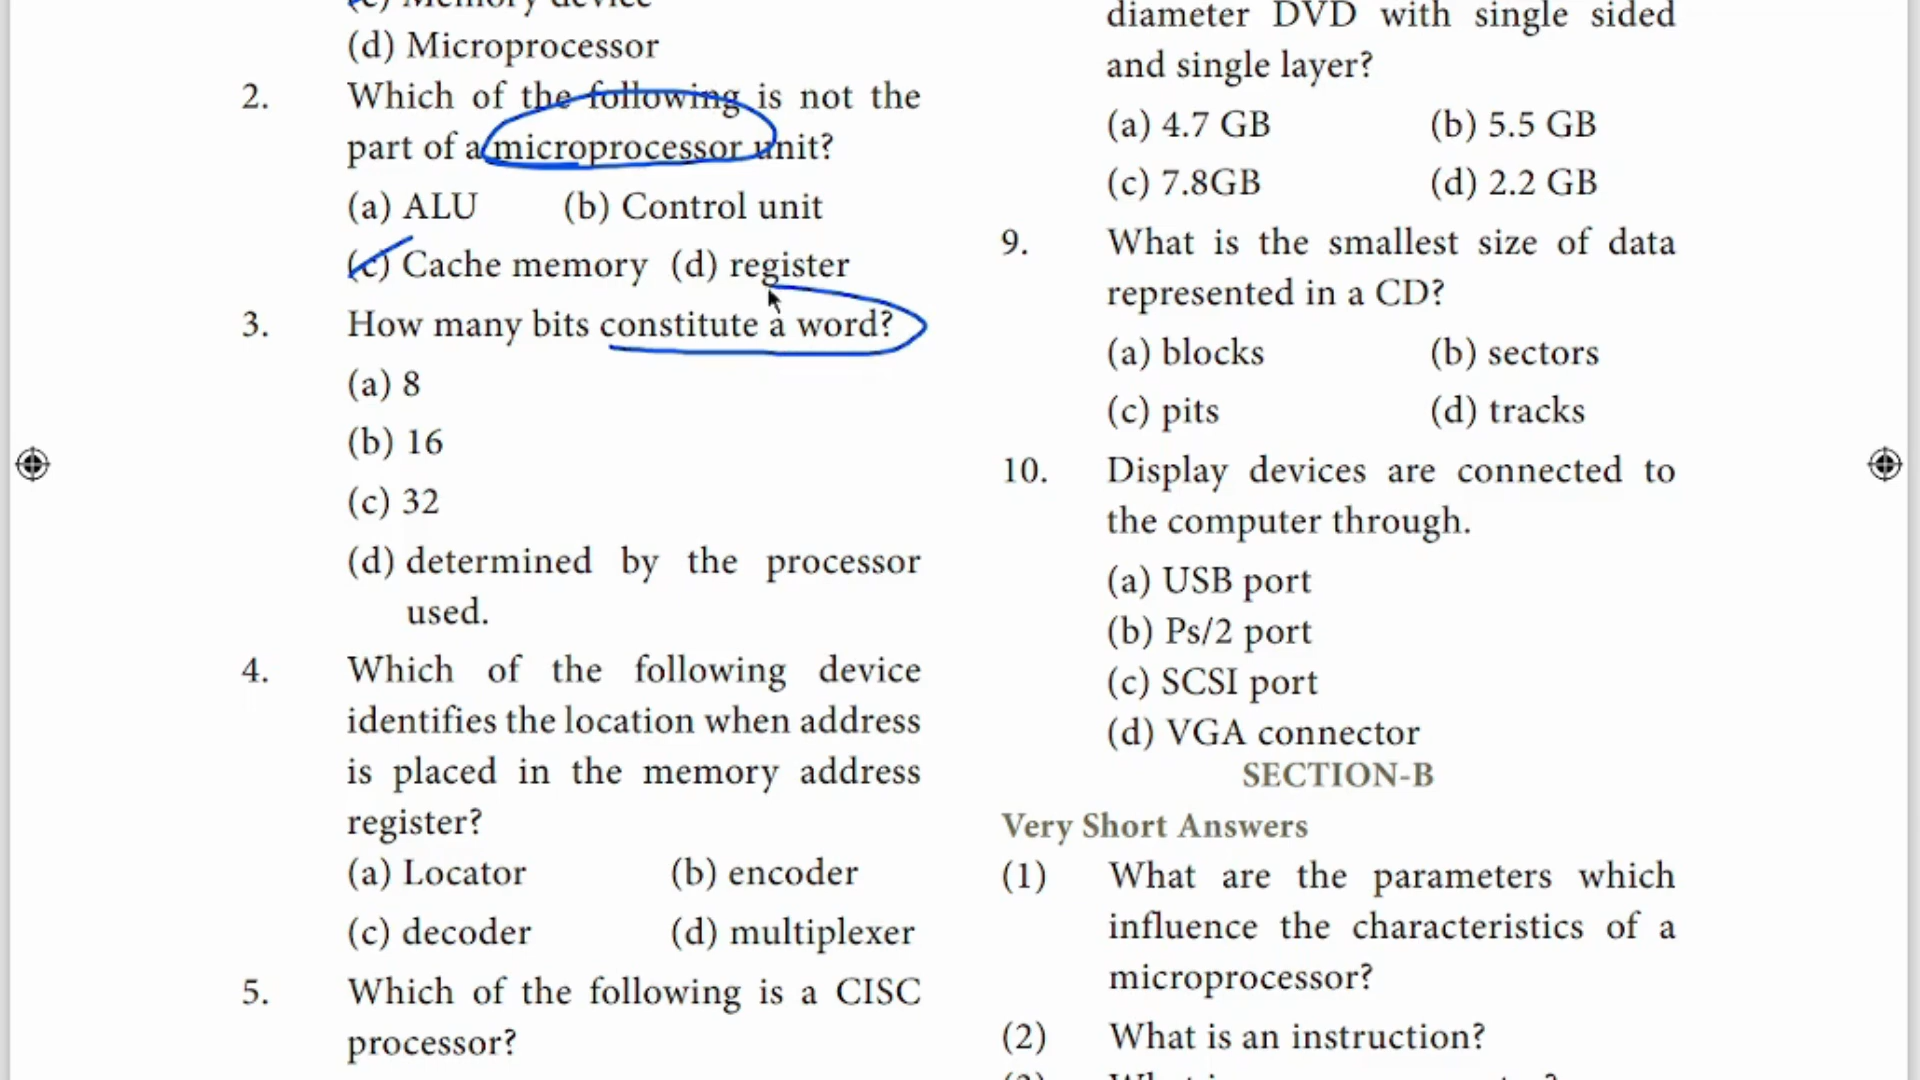 (c) Memory device
(d) Microprocessor
2. Which of the following is not the
part of a microprocessor unit?
(a) ALU (b) Control unit
(c) Cache memory (d) register
3. How many bits constitute a word?
(a) 8
(b) 16
(c) 32
(d) determined by the processor
used.
4. Which of the following device
identifies the location when address
is placed in the memory address
register?
(a) Locator (b) encoder
(c) decoder (d) multiplexer
5. Which of the following is a CISC
processor?
diameter DVD with single sided
and single layer?
(a) 4.7 GB (b) 5.5 GB
(c) 7.8GB (d) 2.2 GB
9. What is the smallest size of data
represented in a CD?
(a) blocks (b) sectors
(c) pits (d) tracks
10. Display devices are connected to
the computer through.
(a) USB port
(b) Ps/2 port
(c) SCSI port
(d) VGA connector
SECTION-B
Very Short Answers
(1) What are the parameters which
influence the characteristics of a
microprocessor?
(2) What is an instruction?